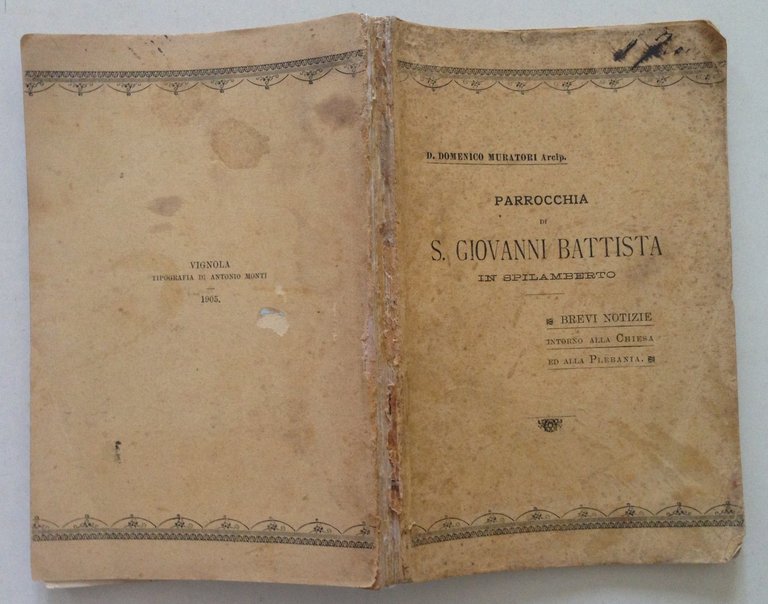 D. DOMENICO MURATORI Arcip.
PARROCCHIA
DI
S. GIOVANNI BATTISTA
IN SPILAMBERTO
BREVI NOTIZIE
INTORNO ALLA CHIESA
ED ALLA PLEBANIA.
VIGNOLA
TIPOGRAFIA DI ANTONIO MONTI
1905.